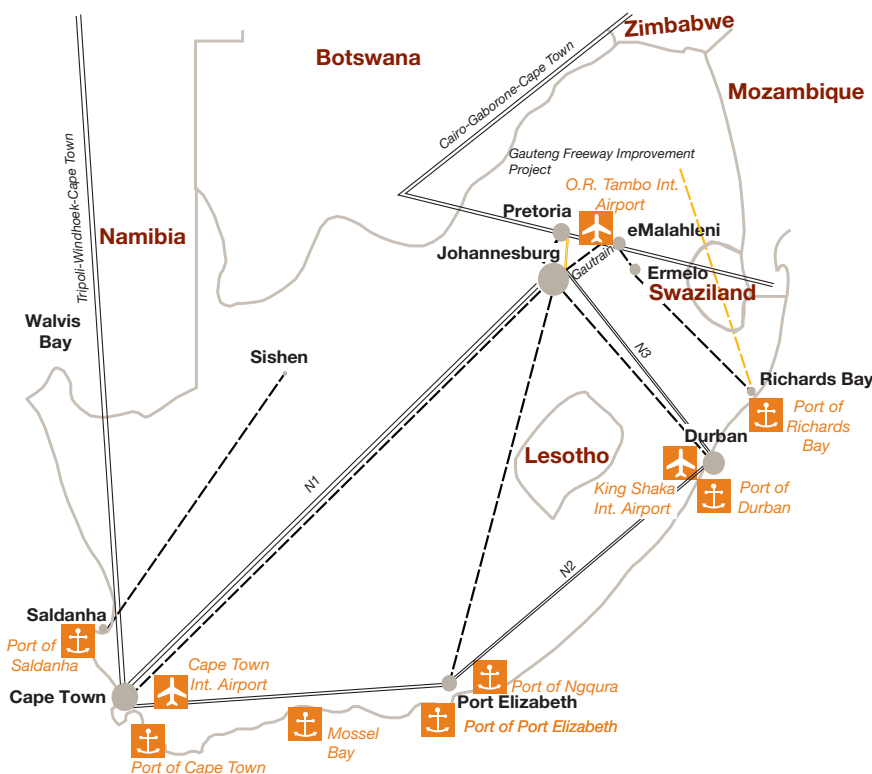 Zimbabwe
Botswana
Cairo-Gaborone-Cape Town
Mozambique
Tripoli-Windhoek-Cape Town
Gauteng Freeway Improvement
Project
O.R. Tambo Int.
Airport
Pretoria
eMalahleni
Namibia
Johannesburg
Gautrain
Ermelo
Swaziland
Walvis
Bay
Sishen
N3
Richards Bay
Port of
Richards
Bay
Durban
Lesotho
King Shaka
Int. Airport
Port of
Durban
N1
N2
Saldanha
Port of
Saldanha
Cape Town
Int. Airport
Cape Town
Port of Ngqura
Port Elizabeth
Port of Port Elizabeth
Mossel
Bay
Port of Cape Town